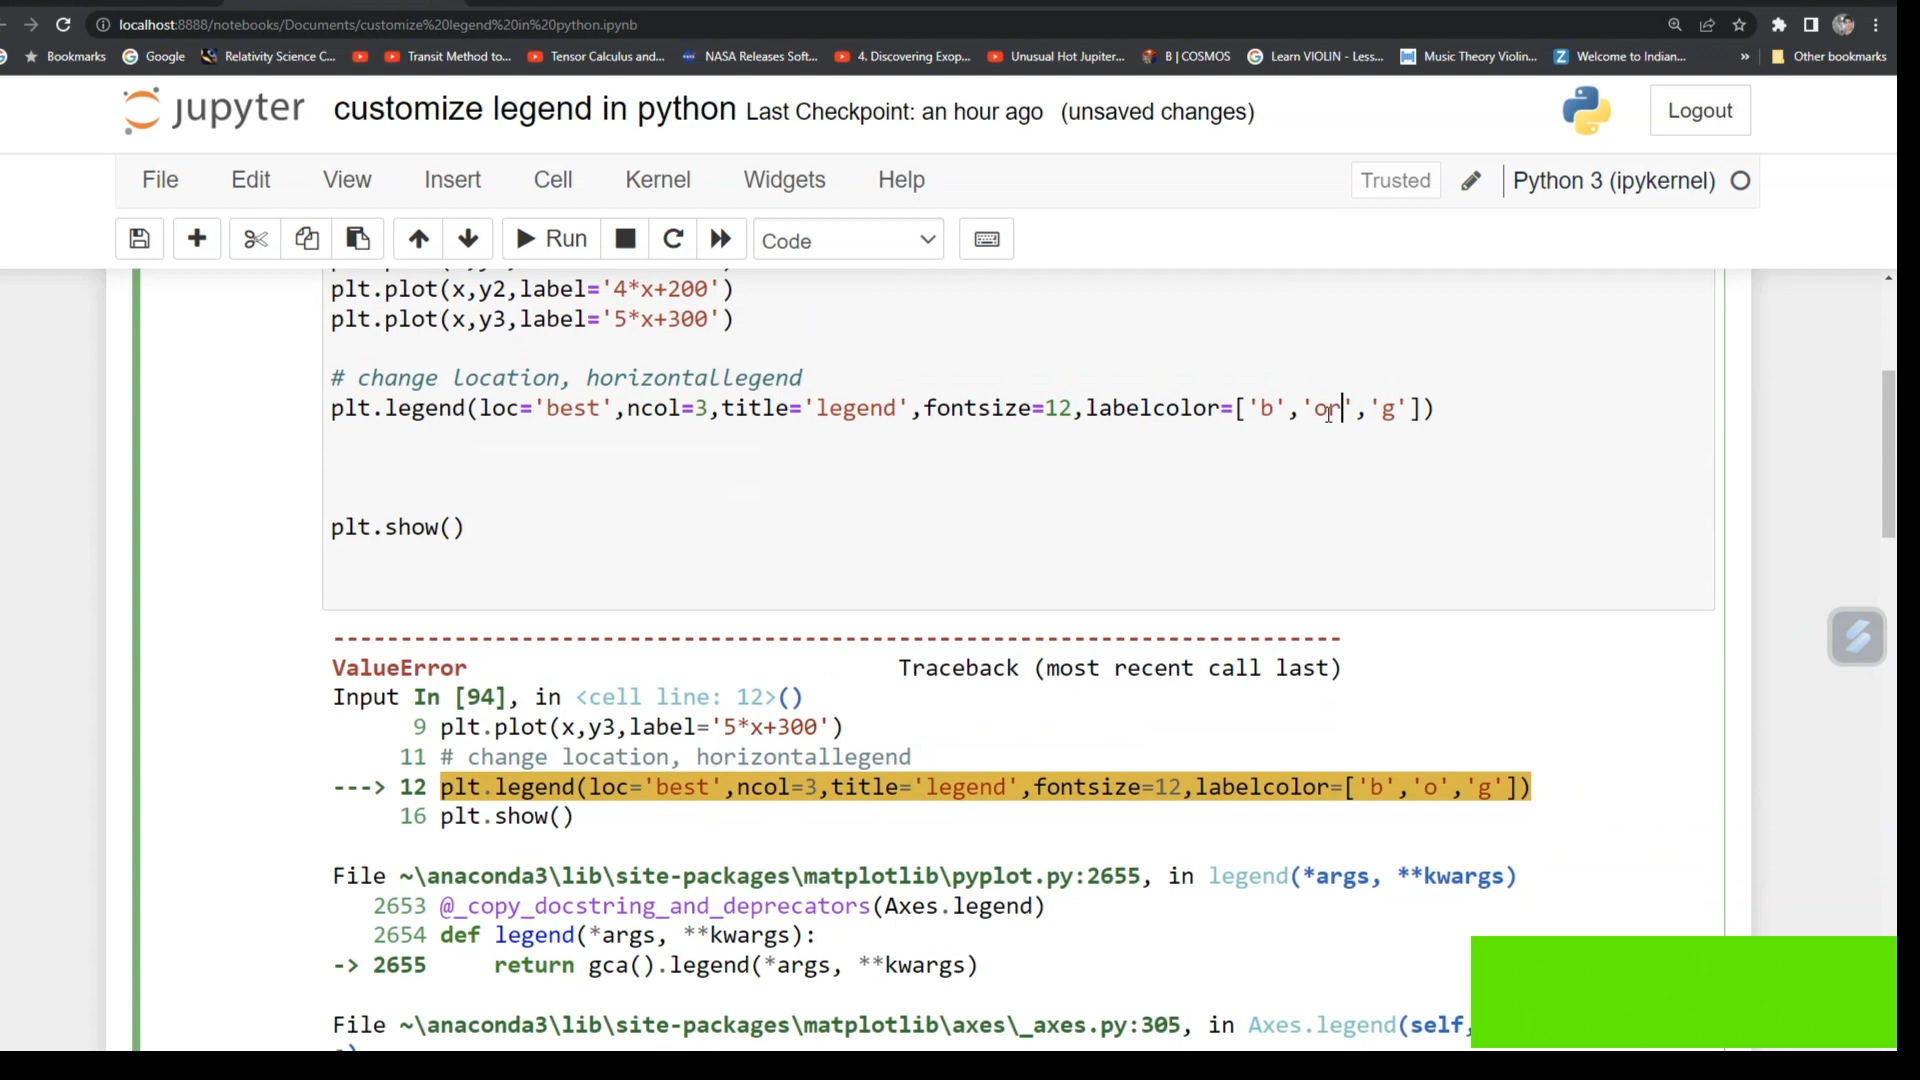 localhost:8888/notebooks/Documents/customize%20legend%20in%20python.ipynb
Bookmarks Google Relativity Science C... Transit Method to... Tensor Calculus and... NASA Releases Soft... 4. Discovering Exop... Unusual Hot Jupiter... B | COSMOS Learn VIOLIN - Less... Music Theory Violin... Welcome to Indian... » Other bookmarks
jupyter customize legend in python Last Checkpoint: an hour ago (unsaved changes) Logout
File Edit View Insert Cell Kernel Widgets Help Trusted Python 3 (ipykernel)
Run Code
plt.plot(x,y2,label='4*x+200')
plt.plot(x,y3,label='5*x+300')
# change location, horizontallegend
plt.legend(loc='best',ncol=3,title='legend',fontsize=12,labelcolor=['b','or','g'])
plt.show()
---------------------------------------------------------------------------
ValueError Traceback (most recent call last)
Input In [94], in <cell line: 12>()
9 plt.plot(x,y3,label='5*x+300')
11 # change location, horizontallegend
---> 12 plt.legend(loc='best',ncol=3,title='legend',fontsize=12,labelcolor=['b','o','g'])
16 plt.show()
File ~\anaconda3\lib\site-packages\matplotlib\pyplot.py:2655, in legend(*args, **kwargs)
2653 @_copy_docstring_and_deprecators(Axes.legend)
2654 def legend(*args, **kwargs):
-> 2655 return gca().legend(*args, **kwargs)
File ~\anaconda3\lib\site-packages\matplotlib\axes\_axes.py:305, in Axes.legend(self,